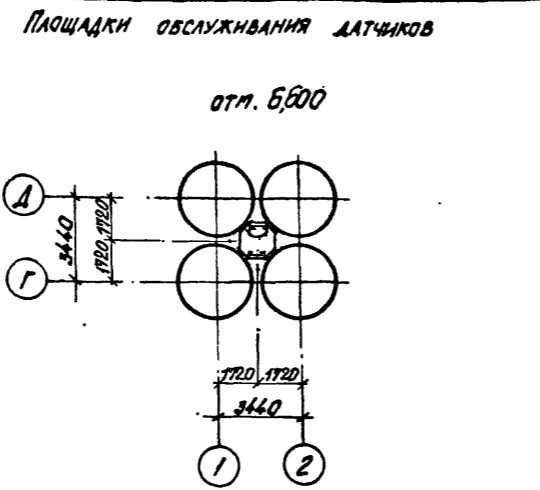 Площадки обслуживания датчиков
отм. 6,600
Д
Г
3440
1720 1720
1720 1720
3440
1 2